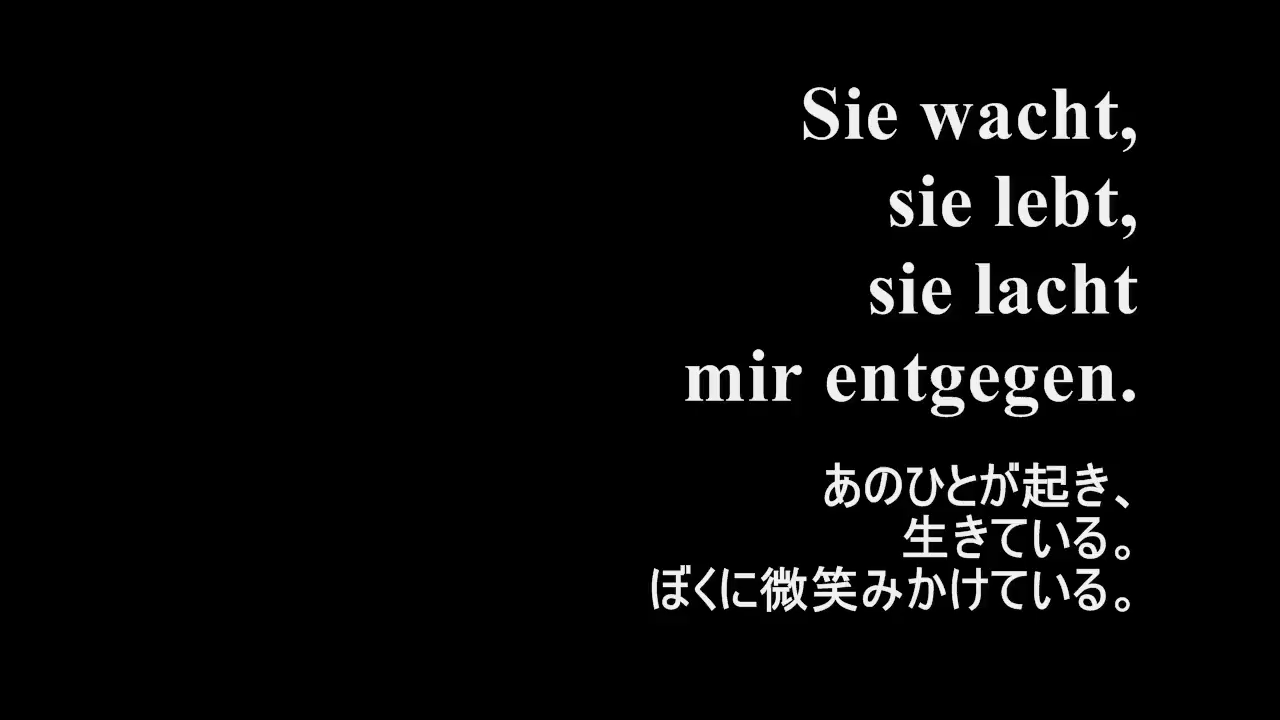 Sie wacht,
sie lebt,
sie lacht
mir entgegen.
あのひとが起き、
生きている。
ぼくに微笑みかけている。